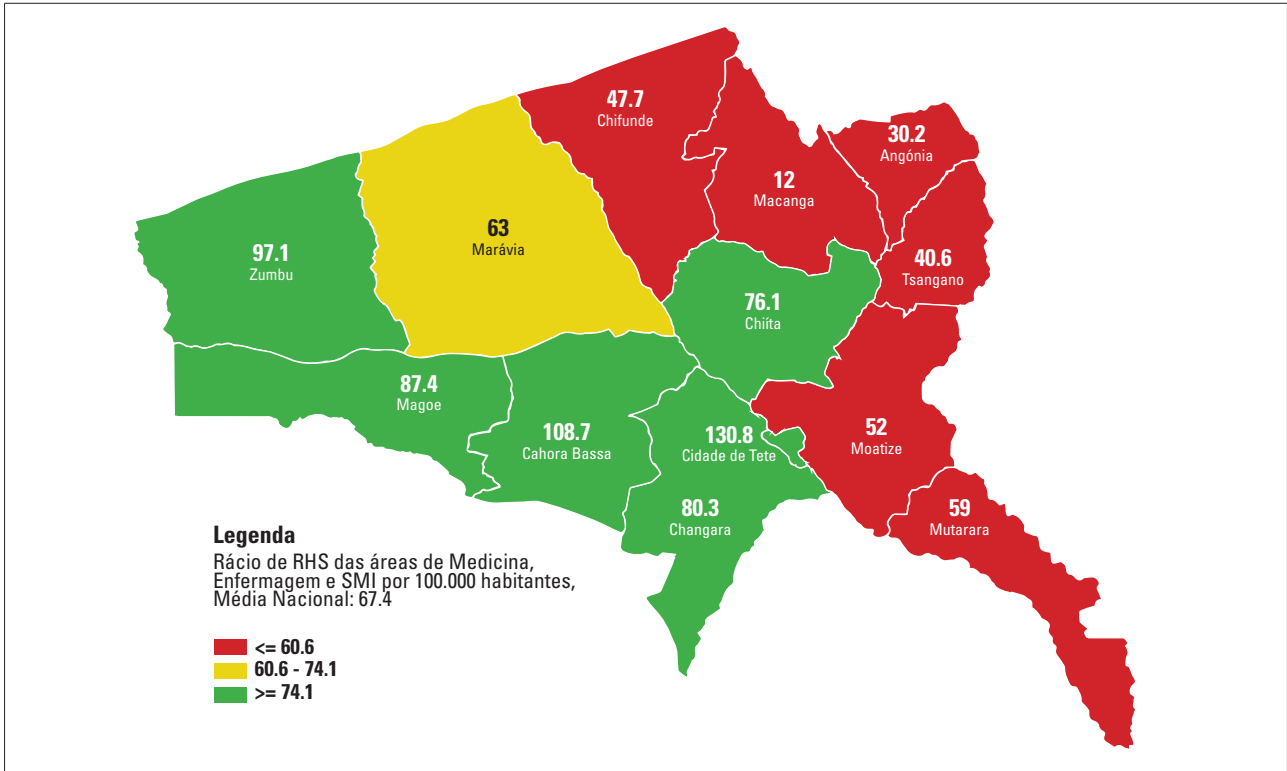 47.7
Chifunde
30.2
Angónia
12
Macanga
63
Marávia
97.1
Zumbu
40.6
Tsangano
76.1
Chiíta
87.4
Magoe
108.7
Cahora Bassa
130.8
Cidade de Tete
52
Moatize
80.3
Changara
59
Mutarara
Legenda
Rácio de RHS das áreas de Medicina,
Enfermagem e SMI por 100.000 habitantes,
Média Nacional: 67.4
<= 60.6
60.6 - 74.1
>= 74.1